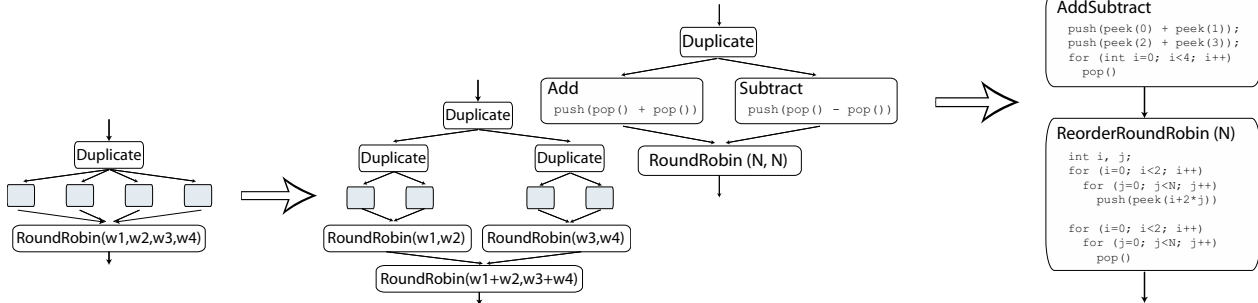 Duplicate
RoundRobin(w1,w2,w3,w4)
Duplicate
Duplicate
Duplicate
RoundRobin(w1,w2)
RoundRobin(w3,w4)
RoundRobin(w1+w2,w3+w4)
Duplicate
Add
push(pop() + pop())
Subtract
push(pop() - pop())
RoundRobin (N, N)
AddSubtract
push(peek(0) + peek(1));
push(peek(2) + peek(3));
for (int i=0; i<4; i++)
pop()
ReorderRoundRobin (N)
int i, j;
for (i=0; i<2; i++)
for (j=0; j<N; j++)
push(peek(i+2*j))
for (i=0; i<2; i++)
for (j=0; j<N; j++)
pop()